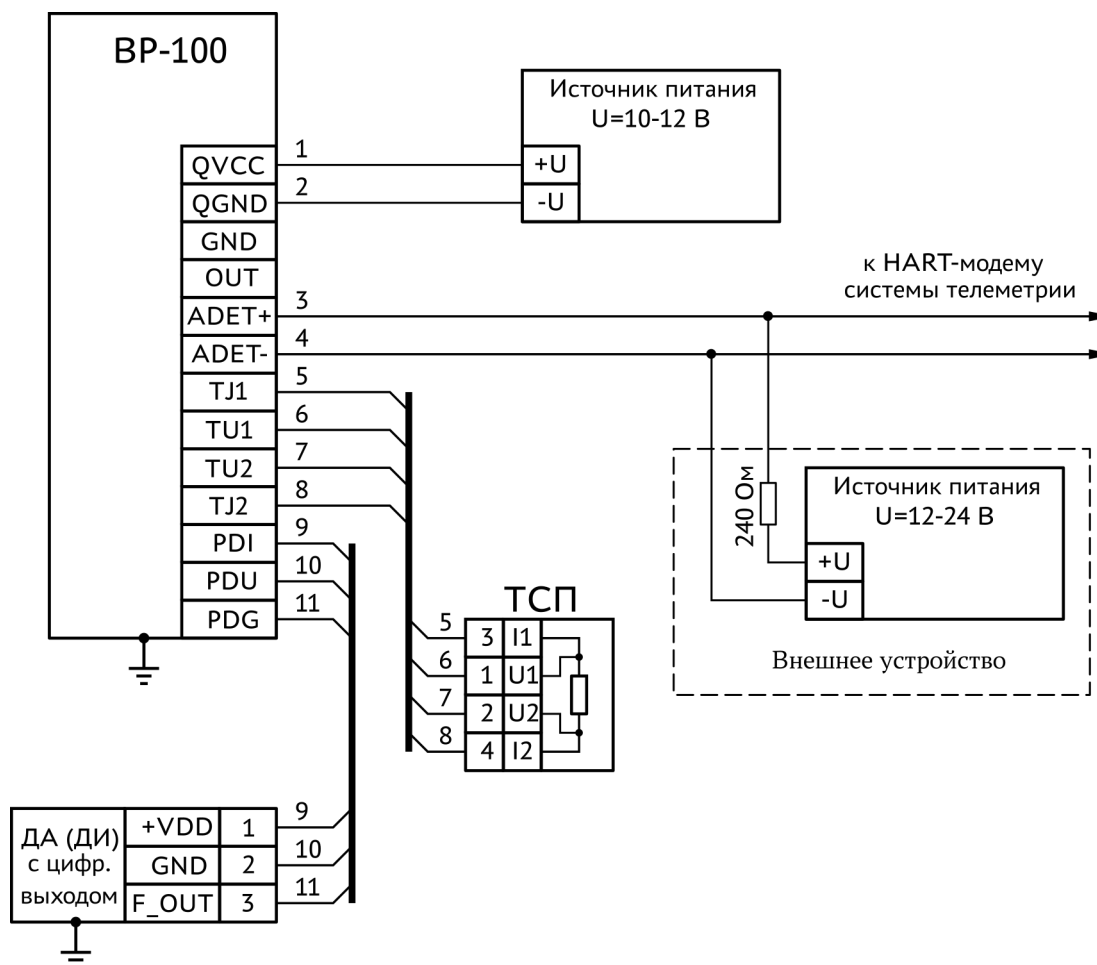 ВР-100
Источник питания
U=10-12 В
QVCC
1
+U
QGND
2
-U
GND
OUT
к HART-модему
системы телеметрии
ADET+
3
ADET-
4
TJ1
5
TU1
6
TU2
7
TJ2
8
PDI
9
PDU
10
PDG
11
240 Ом
Источник питания
U=12-24 В
+U
-U
Внешнее устройство
ТСП
5
3
I1
6
1
U1
7
2
U2
8
4
I2
ДА (ДИ)
с цифр.
выходом
+VDD
1
9
GND
2
10
F_OUT
3
11